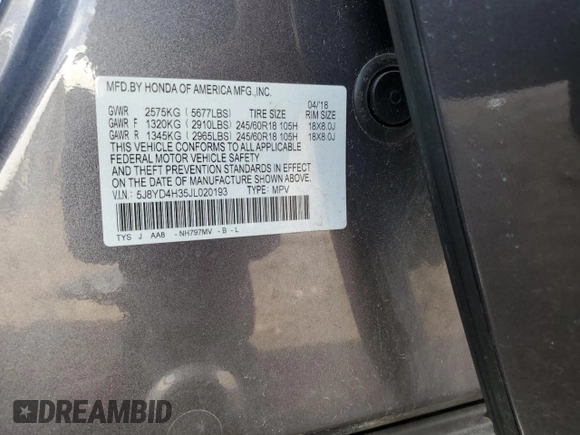 MFD.BY HONDA OF AMERICA MFG.,INC.
04/18
GVWR 2575KG ( 5677LBS) TIRE SIZE RIM SIZE
GAWR F 1320KG ( 2910LBS) 245/60R18 105H 18X8.0J
GAWR R 1345KG ( 2965LBS) 245/60R18 105H 18X8.0J
THIS VEHICLE CONFORMS TO ALL APPLICABLE
FEDERAL MOTOR VEHICLE SAFETY
AND THEFT PREVENTION STANDARDS IN EFFECT
ON THE DATE OF MANUFACTURE SHOWN ABOVE.
V.I.N.: 5J8YD4H35JL020193 TYPE: MPV
TYS J AA8 - NH797MV - B - L
DREAMBID